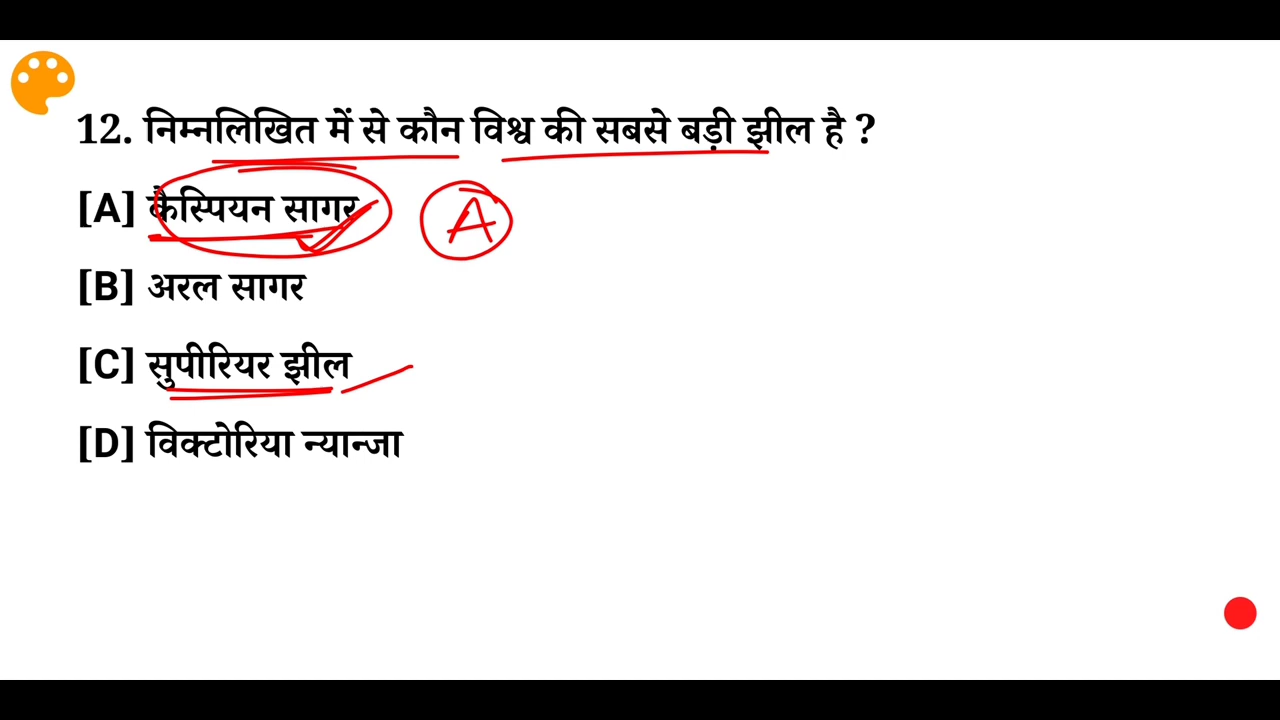 12. निम्नलिखित में से कौन विश्व की सबसे बड़ी झील है ?
[A] कैस्पियन सागर A
[B] अरल सागर
[C] सुपीरियर झील
[D] विक्टोरिया न्यान्जा